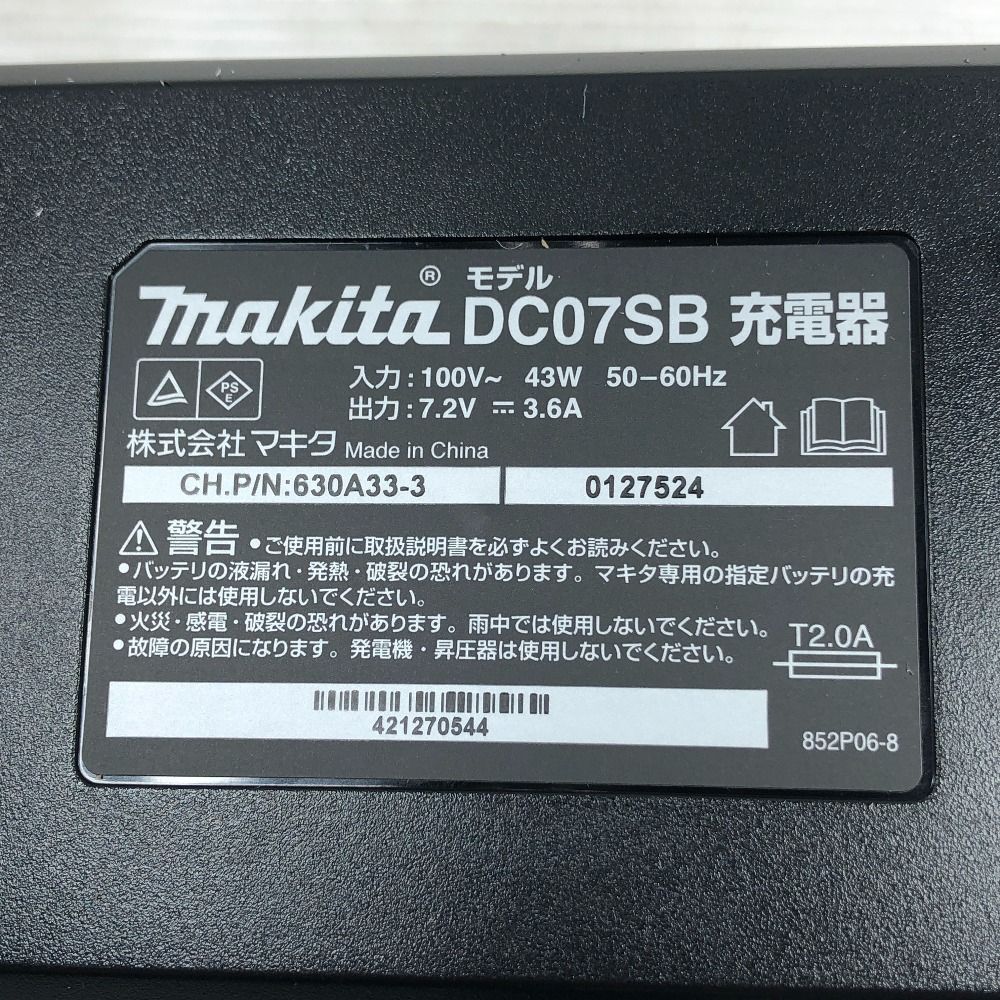 makita® モデル DC07SB 充電器
入力:100V~ 43W 50-60Hz
出力:7.2V ⎓ 3.6A
PS
E
株式会社 マキタ Made in China
CH.P/N:630A33-3 0127524
⚠ 警告 ●ご使用前に取扱説明書を必ずよくお読みください。
●バッテリの液漏れ・発熱・破裂の恐れがあります。マキタ専用の指定バッテリの充
電以外には使用しないでください。
●火災・感電・破裂の恐れがあります。雨中では使用しないでください。
●故障の原因になります。発電機・昇圧器は使用しないでください。
T2.0A
421270544
852P06-8